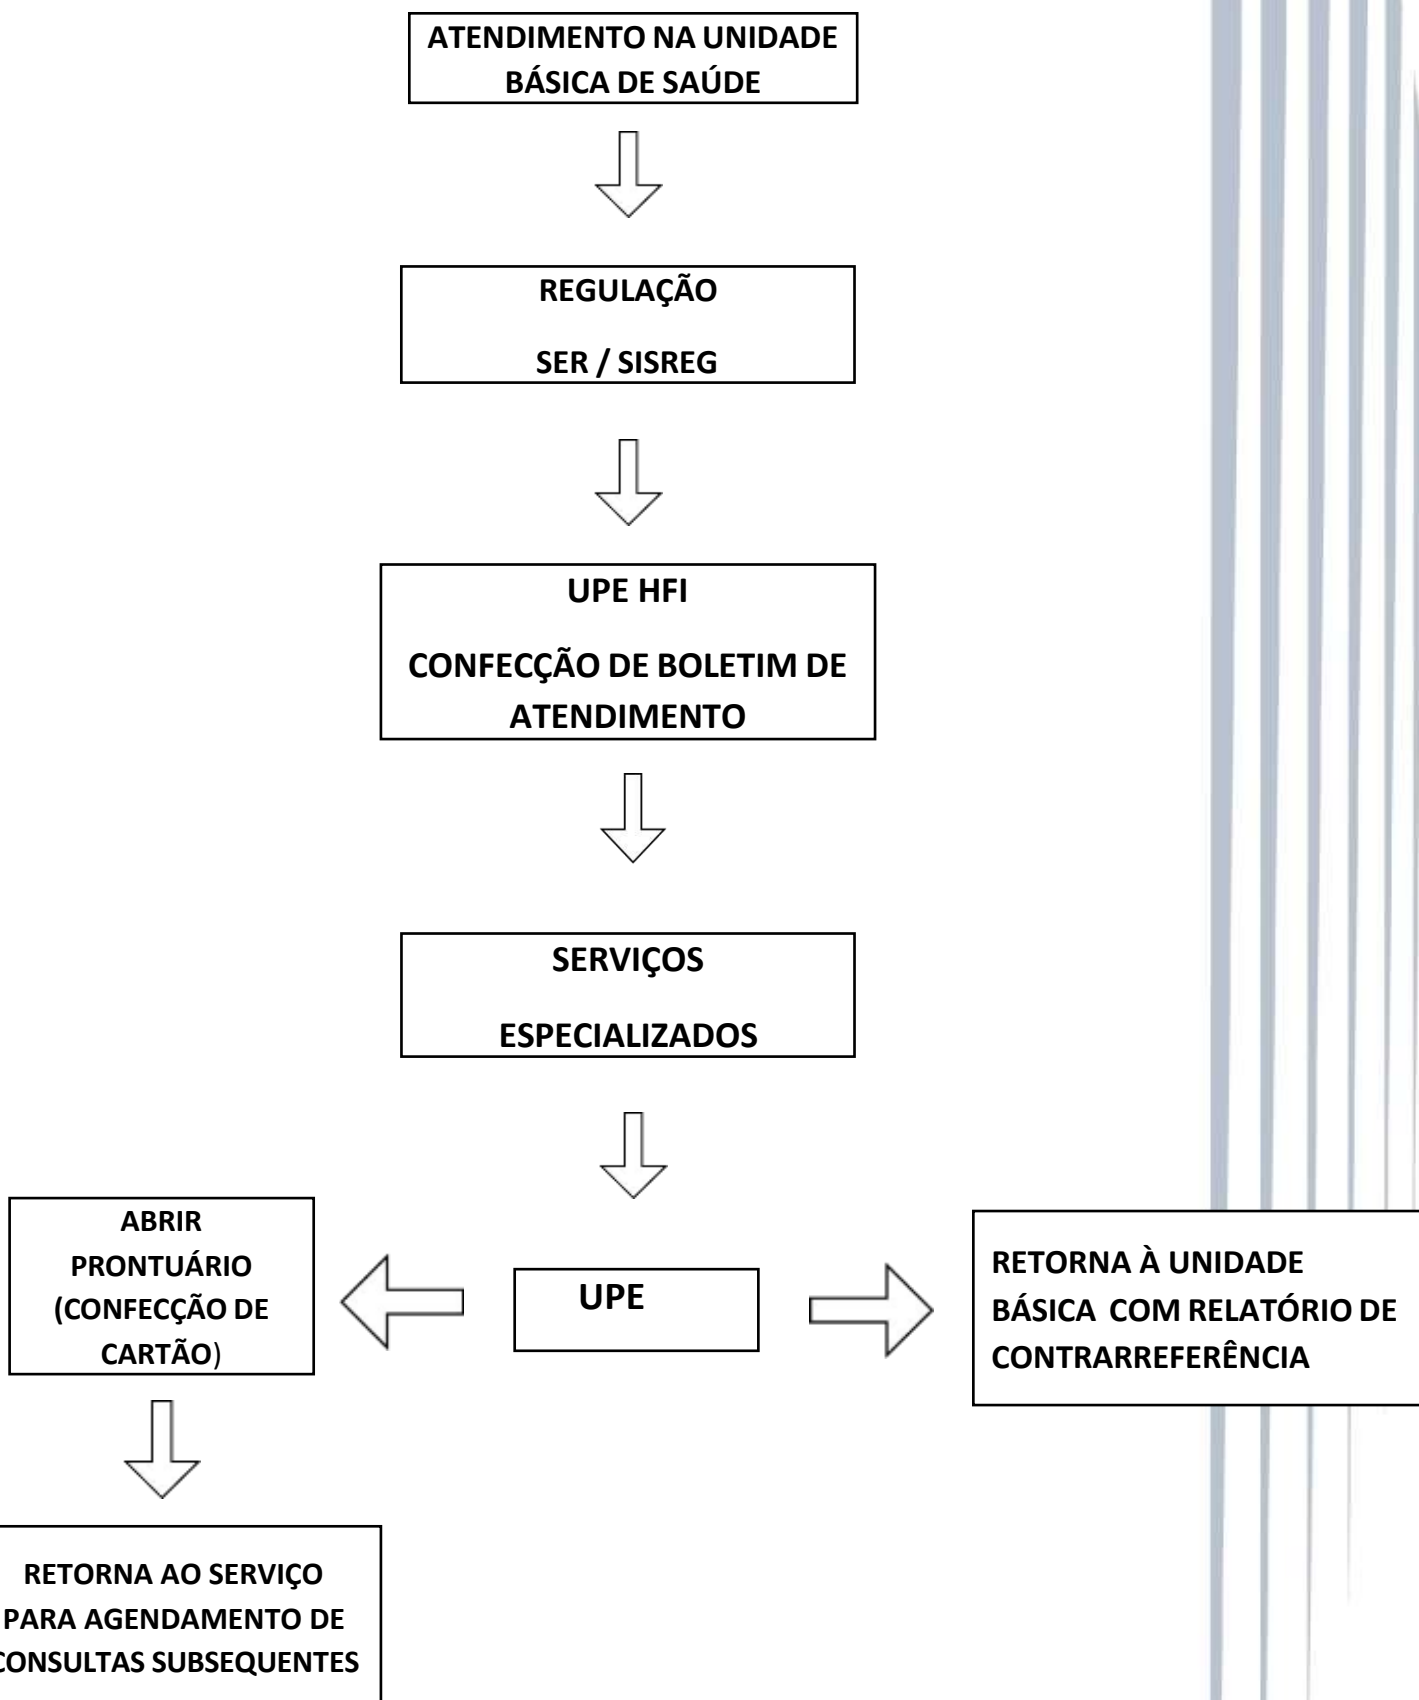 ATENDIMENTO NA UNIDADE
BÁSICA DE SAÚDE
REGULAÇÃO
SER / SISREG
UPE HFI
CONFECÇÃO DE BOLETIM DE
ATENDIMENTO
SERVIÇOS
ESPECIALIZADOS
UPE
ABRIR
PRONTUÁRIO
(CONFECÇÃO DE
CARTÃO)
RETORNA À UNIDADE
BÁSICA COM RELATÓRIO DE
CONTRARREFERÊNCIA
RETORNA AO SERVIÇO
PARA AGENDAMENTO DE
CONSULTAS SUBSEQUENTES